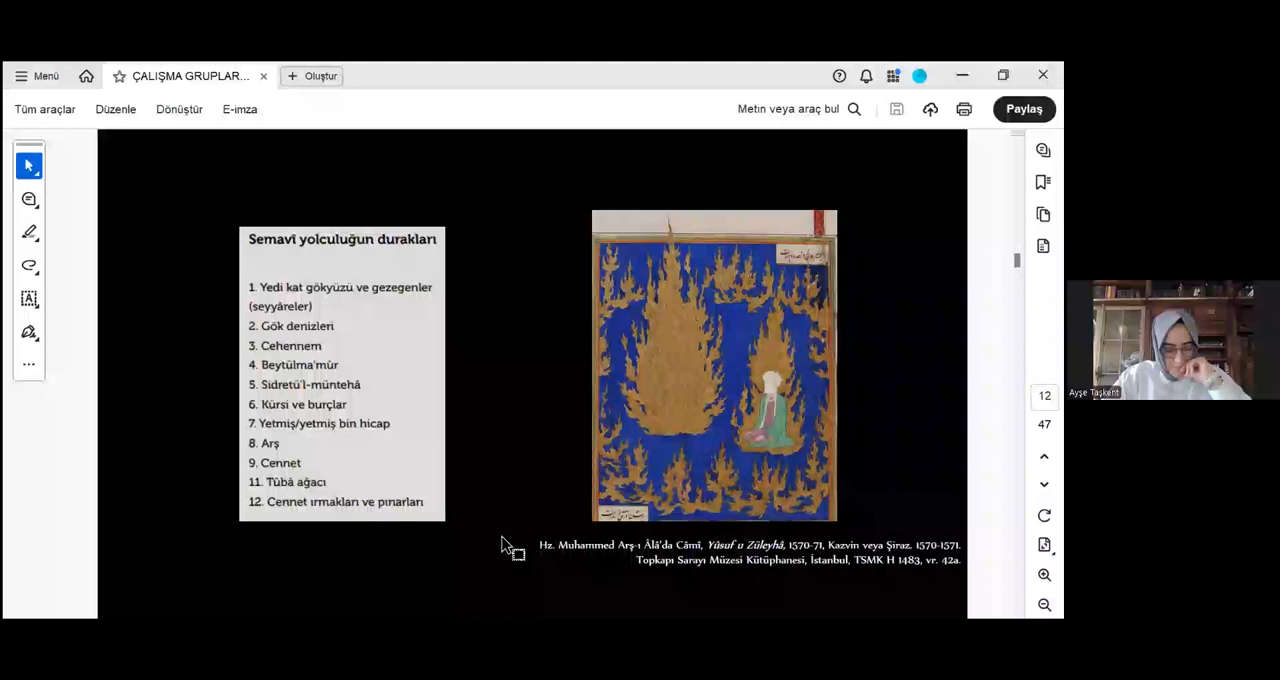 Menü
ÇALIŞMA GRUPLAR...
Oluştur
Tüm araçlar
Düzenle
Dönüştür
E-imza
Metin veya araç bul
Paylaş
Semavî yolculuğun durakları
1. Yedi kat gökyüzü ve gezegenler
(seyyâreler)
2. Gök denizleri
3. Cehennem
4. Beytülma'mûr
5. Sidretü'l-müntehâ
6. Kürsi ve burçlar
7. Yetmiş/yetmiş bin hicap
8. Arş
9. Cennet
11. Tûbâ ağacı
12. Cennet ırmakları ve pınarları
Hz. Muhammed Arş-ı Âlâ'da Câmî, Yûsuf u Züleyhâ, 1570-71, Kazvin veya Şiraz. 1570-1571.
Topkapı Sarayı Müzesi Kütüphanesi, İstanbul, TSMK H 1483, vr. 42a.
12
47
Ayşe Taşkent